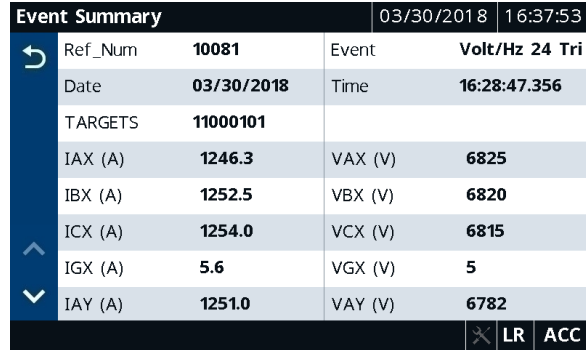 Event Summary 03/30/2018 16:37:53
Ref_Num 10081 Event Volt/Hz 24 Tri
Date 03/30/2018 Time 16:28:47.356
TARGETS 11000101
IAX (A) 1246.3 VAX (V) 6825
IBX (A) 1252.5 VBX (V) 6820
ICX (A) 1254.0 VCX (V) 6815
IGX (A) 5.6 VGX (V) 5
IAY (A) 1251.0 VAY (V) 6782
LR ACC